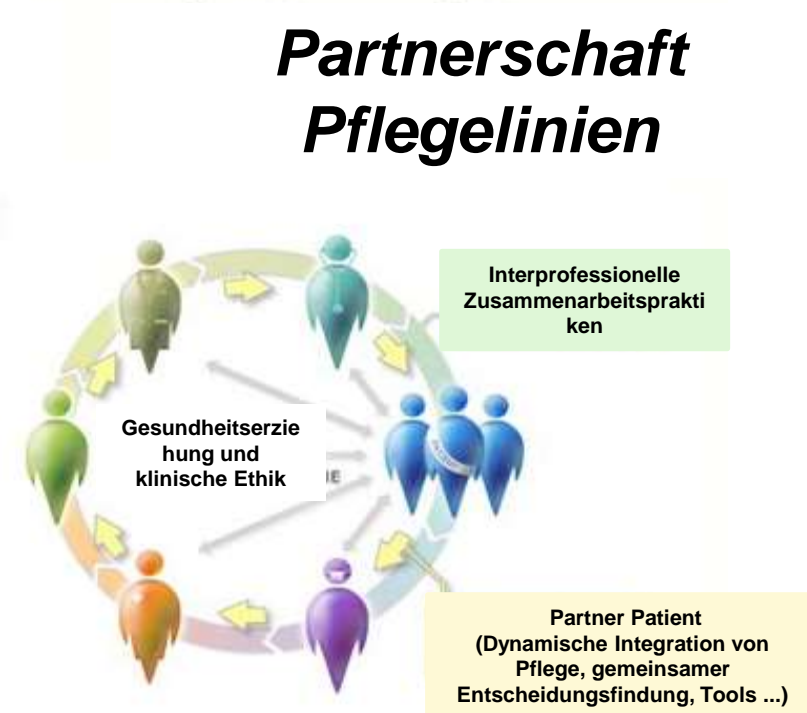 Partnerschaft
Pflegelinien
Interprofessionelle
Zusammenarbeitsprakti
ken
Gesundheitserzie
hung und
klinische Ethik
IE
Partner Patient
(Dynamische Integration von
Pflege, gemeinsamer
Entscheidungsfindung, Tools ...)